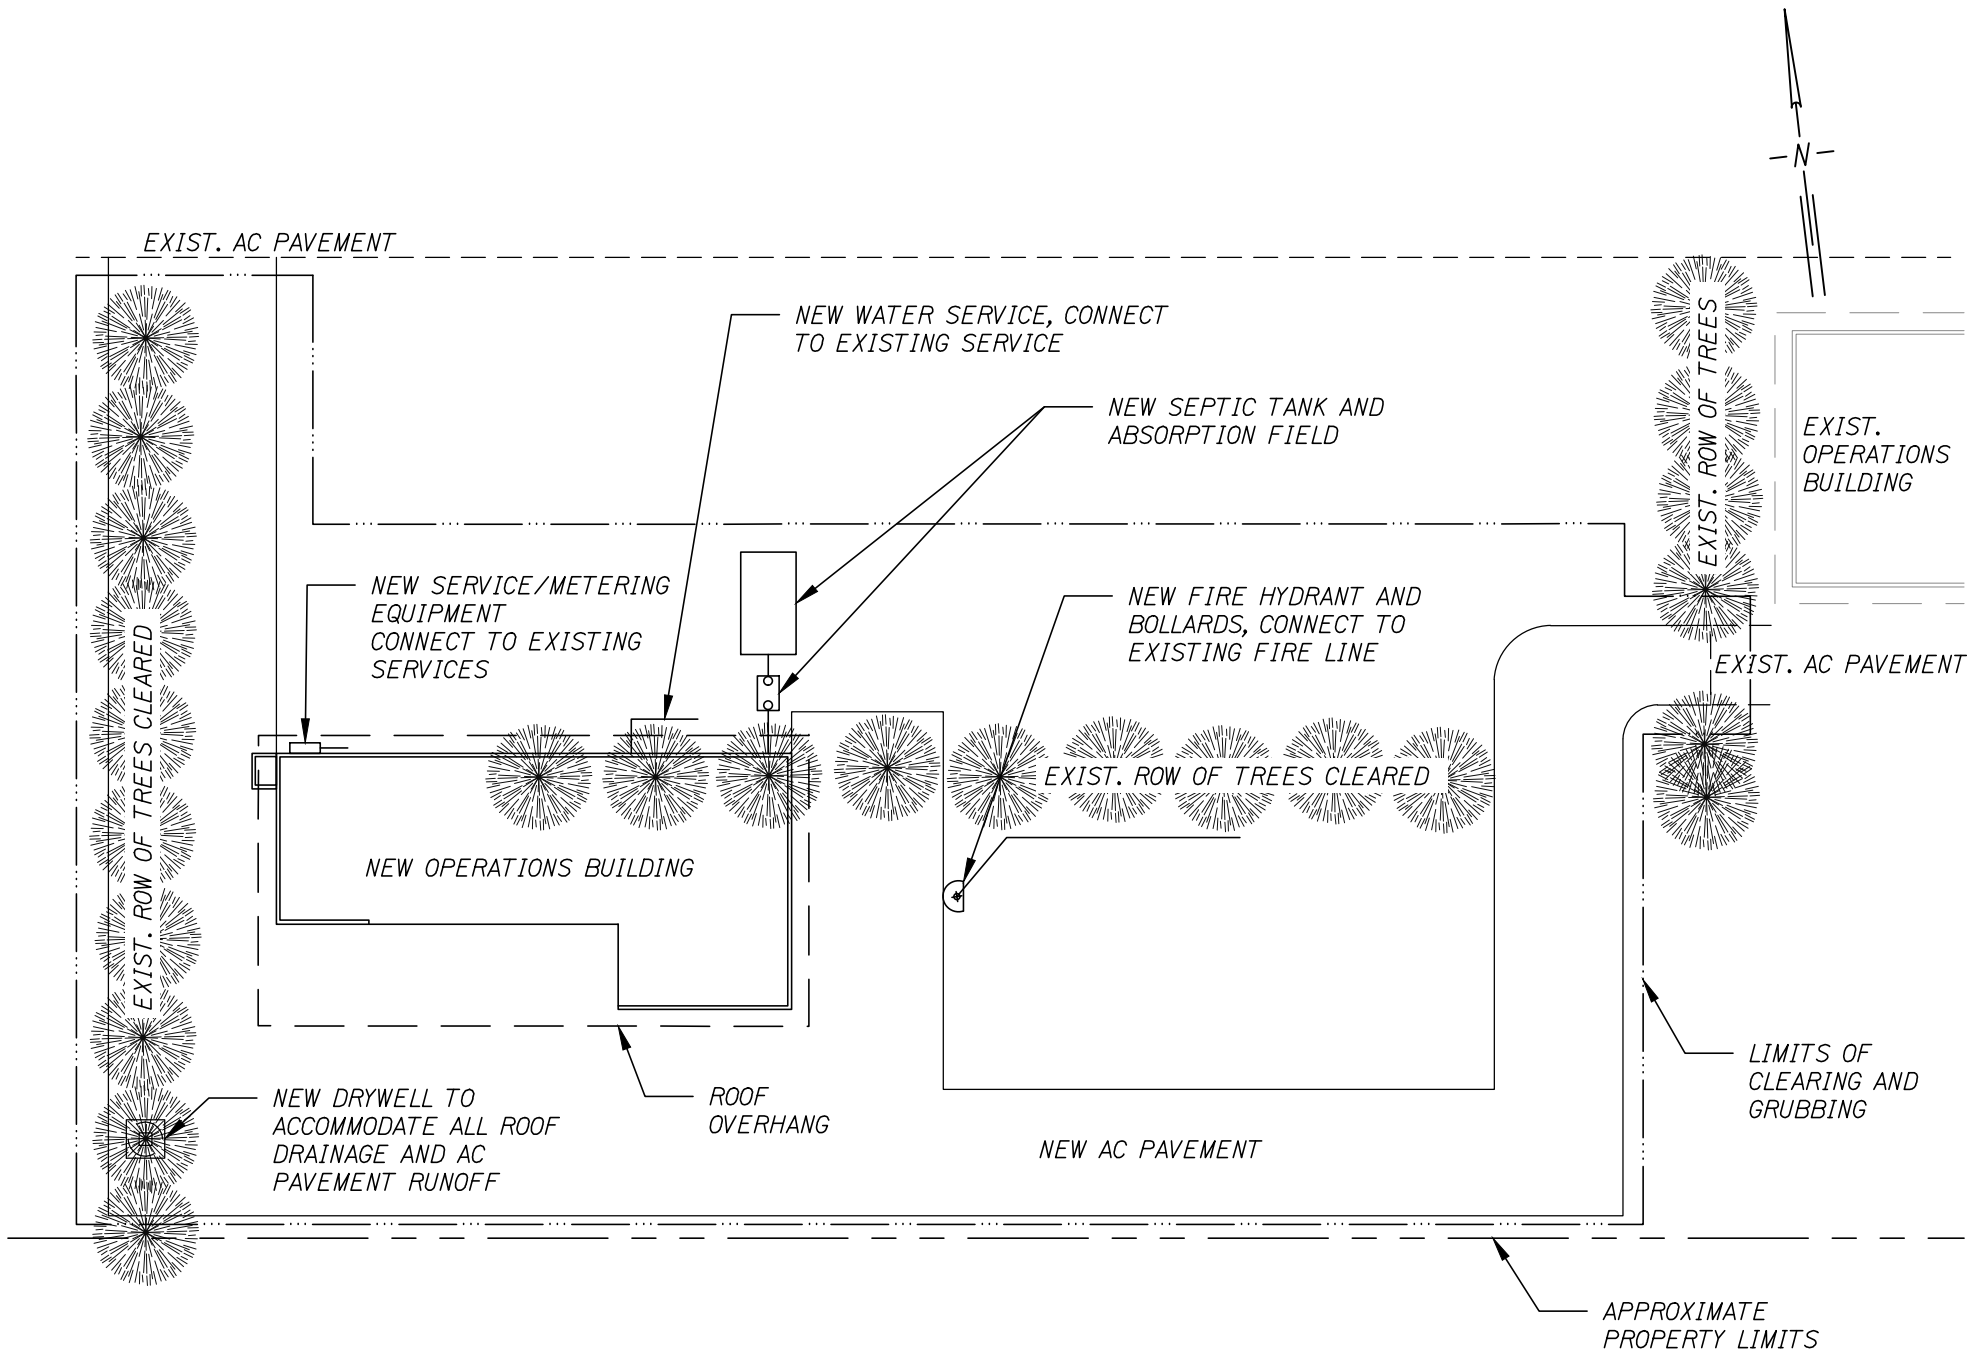 N
EXIST. AC PAVEMENT
NEW WATER SERVICE, CONNECT
TO EXISTING SERVICE
NEW SEPTIC TANK AND
ABSORPTION FIELD
EXIST. ROW OF TREES
EXIST.
OPERATIONS
BUILDING
NEW SERVICE/METERING
EQUIPMENT
CONNECT TO EXISTING
SERVICES
NEW FIRE HYDRANT AND
BOLLARDS, CONNECT TO
EXISTING FIRE LINE
EXIST. AC PAVEMENT
EXIST. ROW OF TREES CLEARED
EXIST. ROW OF TREES CLEARED
NEW OPERATIONS BUILDING
LIMITS OF
CLEARING AND
GRUBBING
NEW DRYWELL TO
ACCOMMODATE ALL ROOF
DRAINAGE AND AC
PAVEMENT RUNOFF
ROOF
OVERHANG
NEW AC PAVEMENT
APPROXIMATE
PROPERTY LIMITS